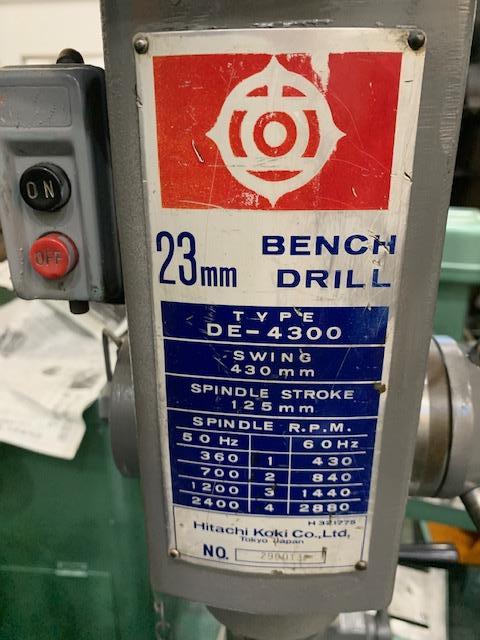 ON
OFF
23mm BENCH DRILL
TYPE
DE-4300
SWING
430mm
SPINDLE STROKE
125mm
SPINDLE R.P.M.
50Hz 60Hz
360 1 430
700 2 840
1200 3 1440
2400 4 2880
H 321775
Hitachi Koki Co.,Ltd,
Tokyo Japan
NO.